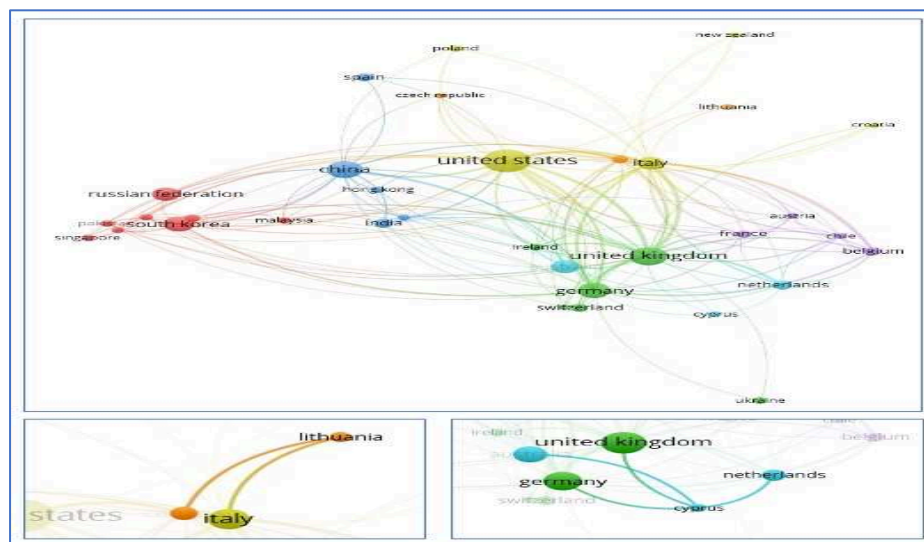 poland
new zealand
spain
czech republic
lithuania
croatia
united states
italy
china
hong kong
russian federation
malaysia
india
south korea
singapore
austria
france
chile
ireland
united kingdom
belgium
germany
netherlands
switzerland
cyprus
ukraine
lithuania
states
italy
ireland
united kingdom
belgium
germany
netherlands
switzerland
cyprus